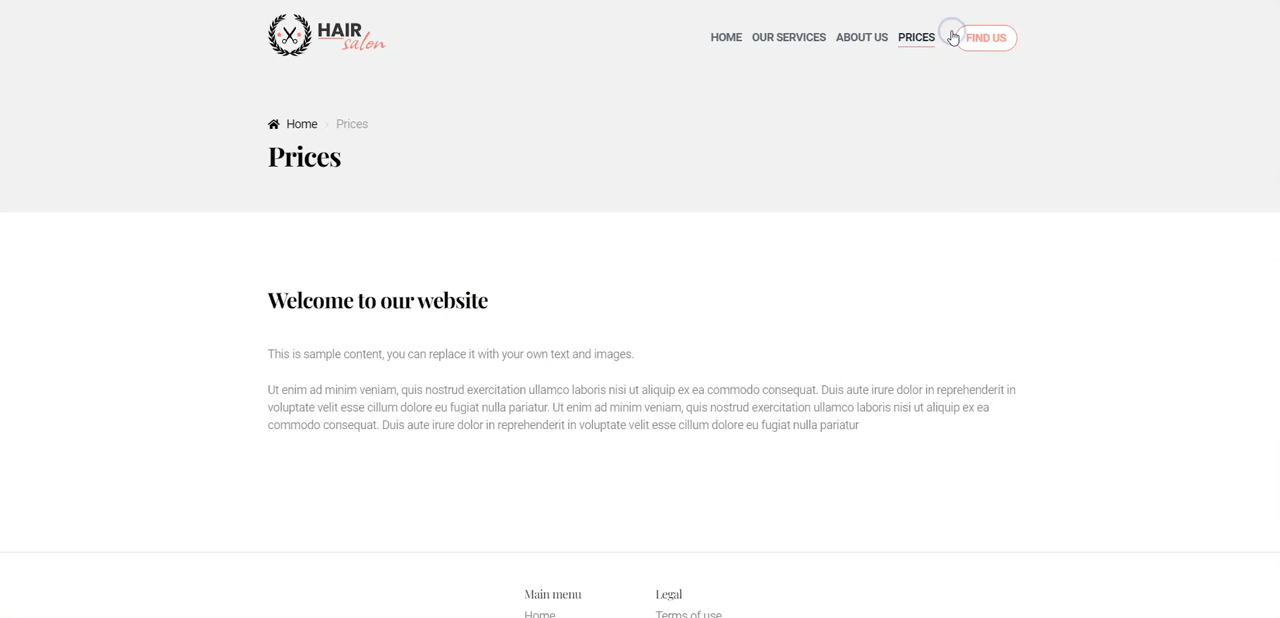 HAIR
salon
HOME OUR SERVICES ABOUT US PRICES FIND US
Home › Prices
Prices
Welcome to our website
This is sample content, you can replace it with your own text and images.
Ut enim ad minim veniam, quis nostrud exercitation ullamco laboris nisi ut aliquip ex ea commodo consequat. Duis aute irure dolor in reprehenderit in
voluptate velit esse cillum dolore eu fugiat nulla pariatur. Ut enim ad minim veniam, quis nostrud exercitation ullamco laboris nisi ut aliquip ex ea
commodo consequat. Duis aute irure dolor in reprehenderit in voluptate velit esse cillum dolore eu fugiat nulla pariatur
Main menu Legal
Home Terms of use